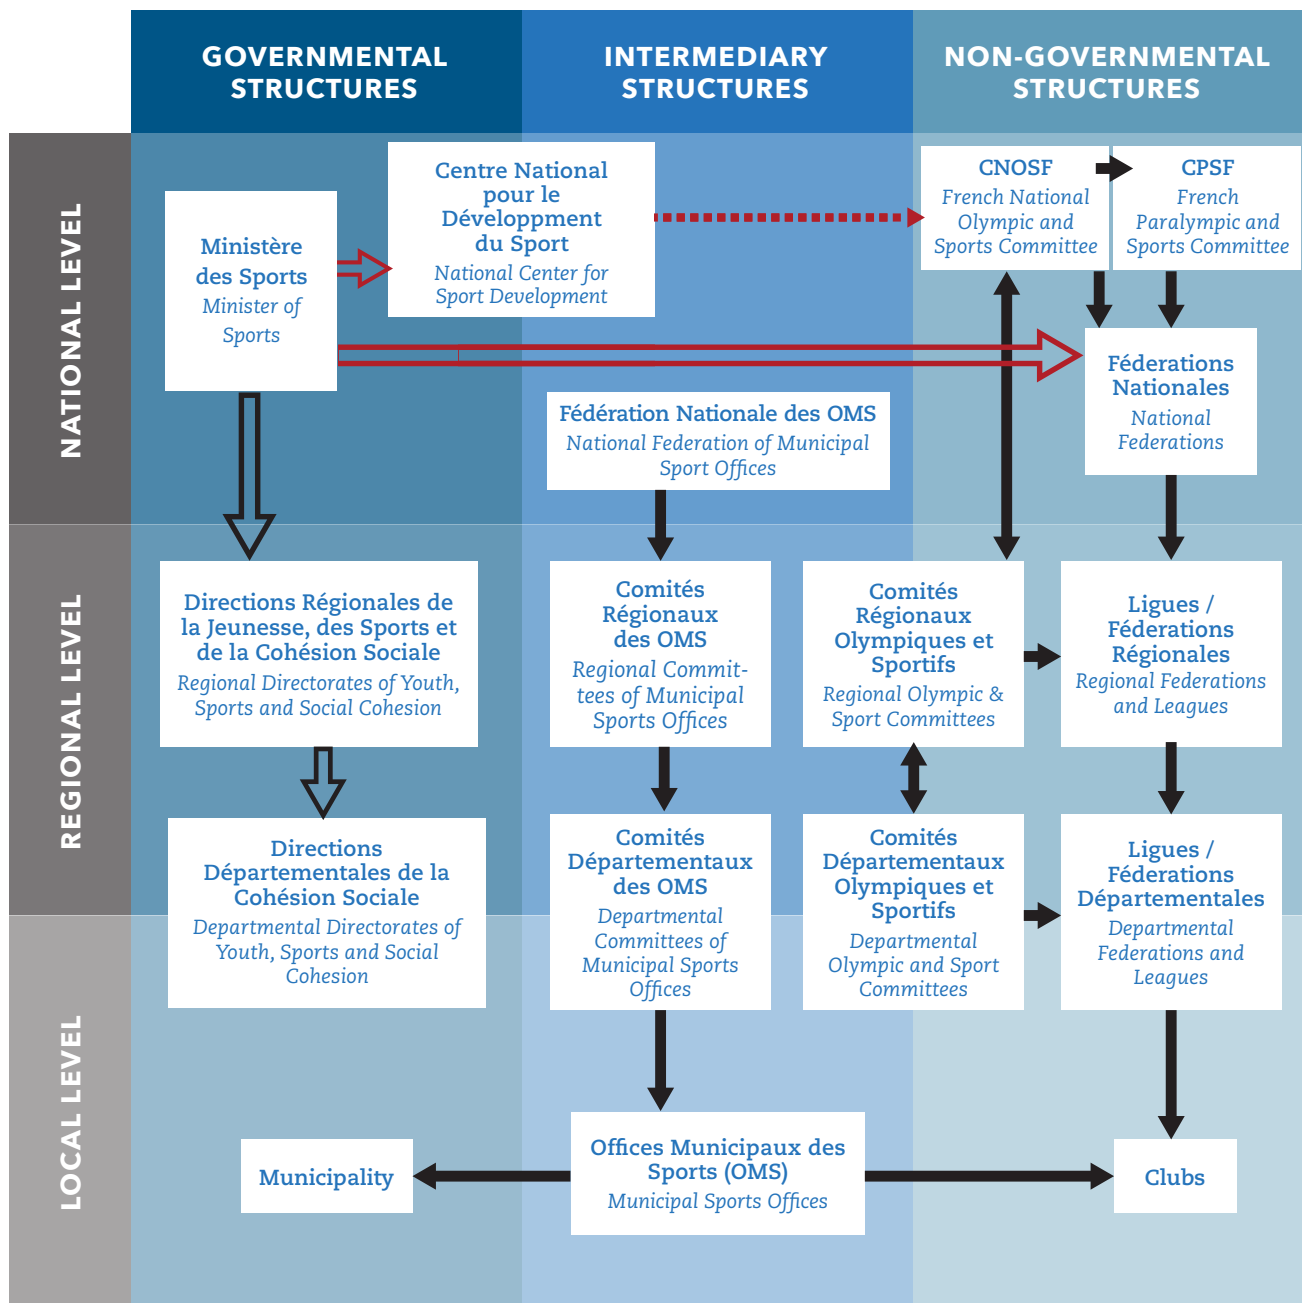 GOVERNMENTAL
STRUCTURES
INTERMEDIARY
STRUCTURES
NON-GOVERNMENTAL
STRUCTURES
NATIONAL LEVEL
Ministère
des Sports
Minister of
Sports
Centre National
pour le
Développment
du Sport
National Center for
Sport Development
CNOSF
French National
Olympic and
Sports Committee
CPSF
French
Paralympic and
Sports Committee
Féderations
Nationales
National
Federations
Fédération Nationale des OMS
National Federation of Municipal
Sport Offices
REGIONAL LEVEL
Directions Régionales de
la Jeunesse, des Sports et
de la Cohésion Sociale
Regional Directorates of Youth,
Sports and Social Cohesion
Comités
Régionaux
des OMS
Regional Commit-
tees of Municipal
Sports Offices
Comités
Régionaux
Olympiques et
Sportifs
Regional Olympic &
Sport Committees
Ligues /
Féderations
Régionales
Regional Federations
and Leagues
Directions
Départementales de la
Cohésion Sociale
Departmental Directorates of
Youth, Sports and Social
Cohesion
Comités
Départementaux
des OMS
Departmental
Committees of
Municipal Sports
Offices
Comités
Départementaux
Olympiques et
Sportifs
Departmental
Olympic and Sport
Committees
Ligues /
Féderations
Départementales
Departmental
Federations and
Leagues
LOCAL LEVEL
Municipality
Offices Municipaux des
Sports (OMS)
Municipal Sports Offices
Clubs